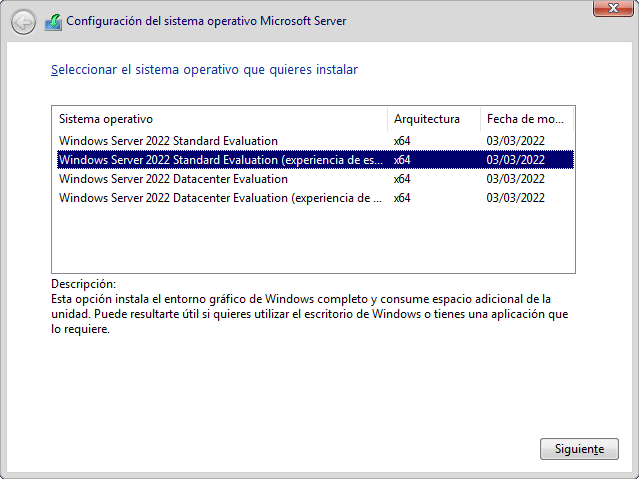 Configuración del sistema operativo Microsoft Server
Seleccionar el sistema operativo que quieres instalar
Sistema operativo Arquitectura Fecha de mo...
Windows Server 2022 Standard Evaluation x64 03/03/2022
Windows Server 2022 Standard Evaluation (experiencia de es... x64 03/03/2022
Windows Server 2022 Datacenter Evaluation x64 03/03/2022
Windows Server 2022 Datacenter Evaluation (experiencia de ... x64 03/03/2022
Descripción:
Esta opción instala el entorno gráfico de Windows completo y consume espacio adicional de la
unidad. Puede resultarte útil si quieres utilizar el escritorio de Windows o tienes una aplicación que
lo requiere.
Siguiente